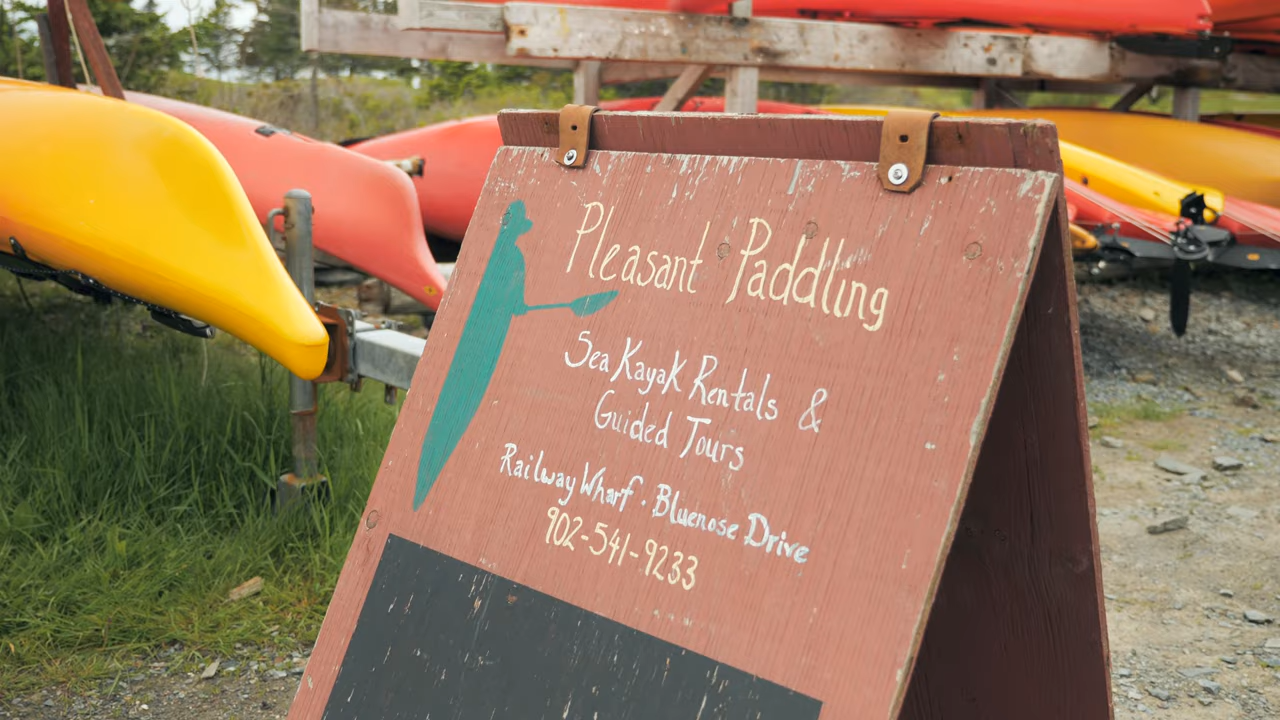 Pleasant Paddling
Sea Kayak Rentals &
Guided Tours
Railway Wharf · Bluenose Drive
902-541-9233